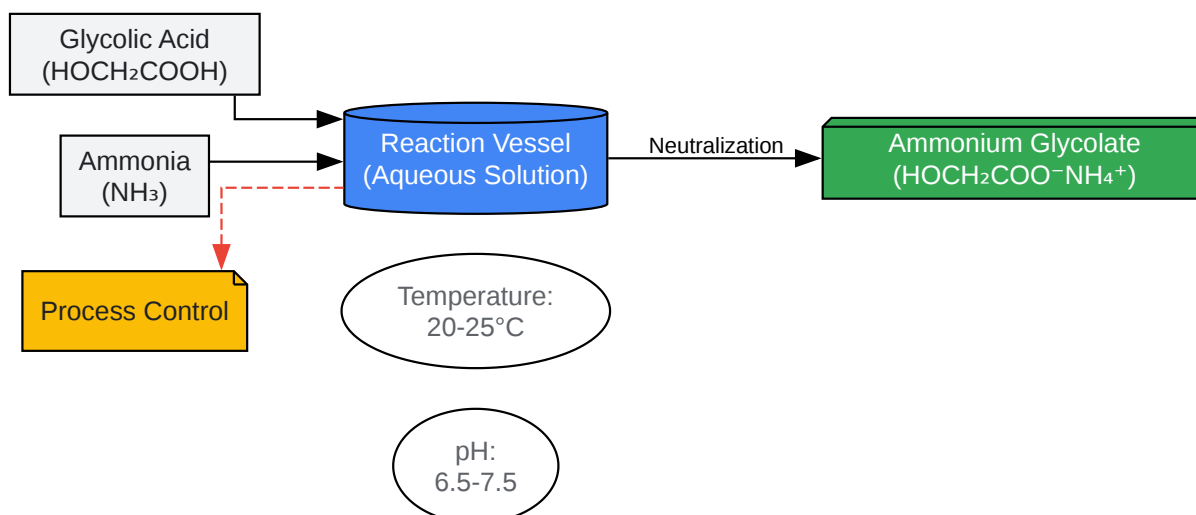 Glycolic Acid
(HOCH₂COOH)
Ammonia
(NH₃)
Reaction Vessel
(Aqueous Solution)
Neutralization
Ammonium Glycolate
(HOCH₂COO⁻NH₄⁺)
Process Control
Temperature:
20-25°C
pH:
6.5-7.5